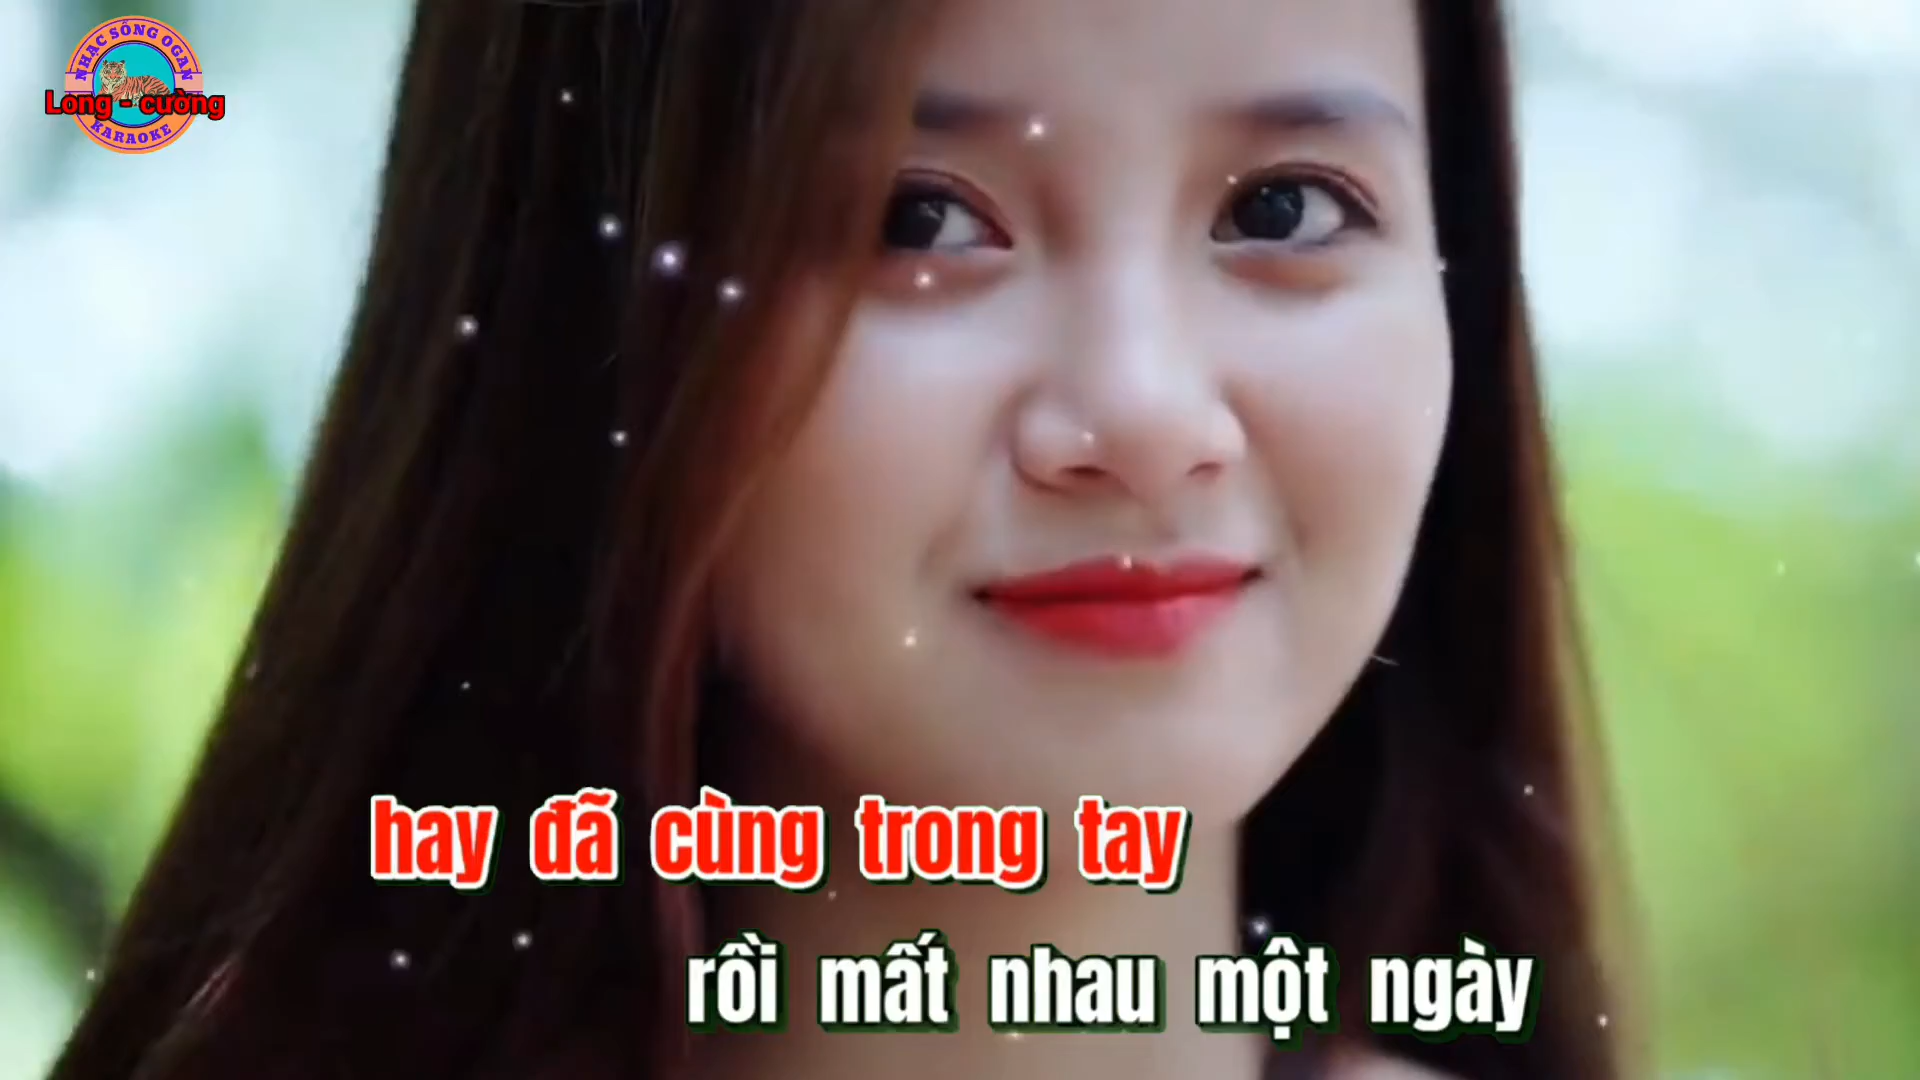 NHẠC SỐNG OGAN
Long - cường
KARAOKE
hay đã cùng trong tay
rồi mất nhau một ngày